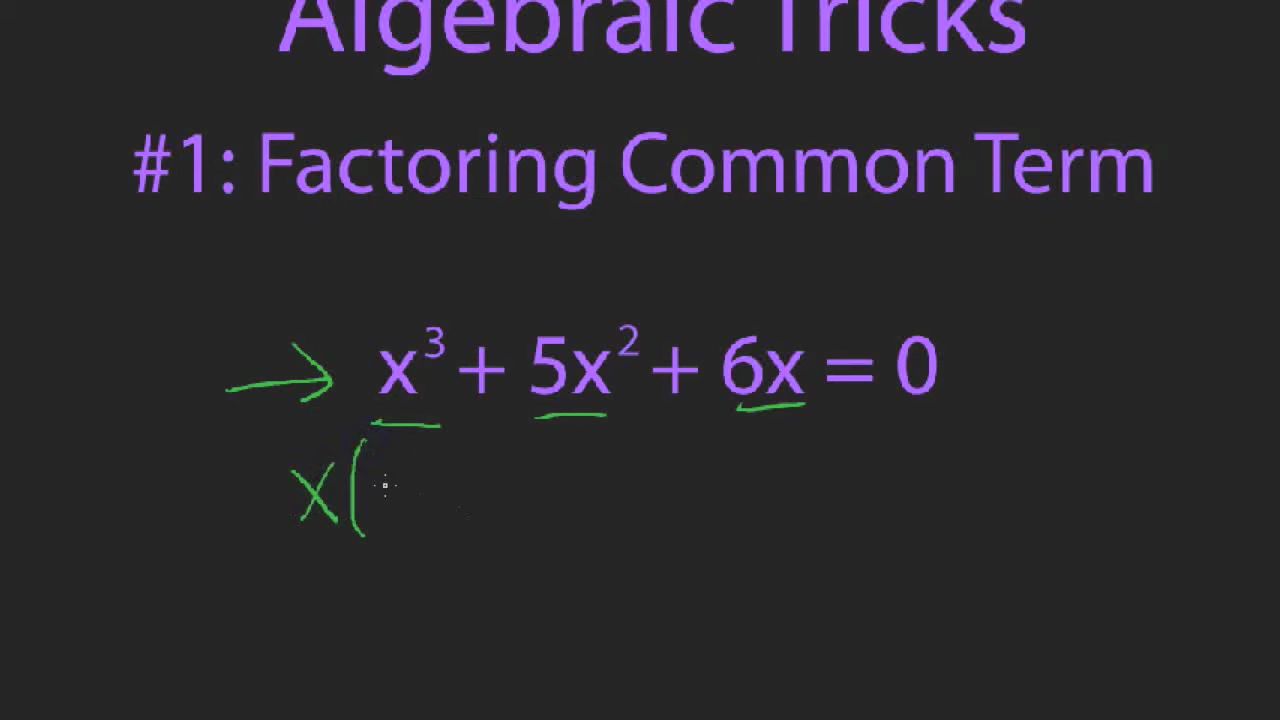 Algebraic Tricks
#1: Factoring Common Term
x³ + 5x² + 6x = 0
x(